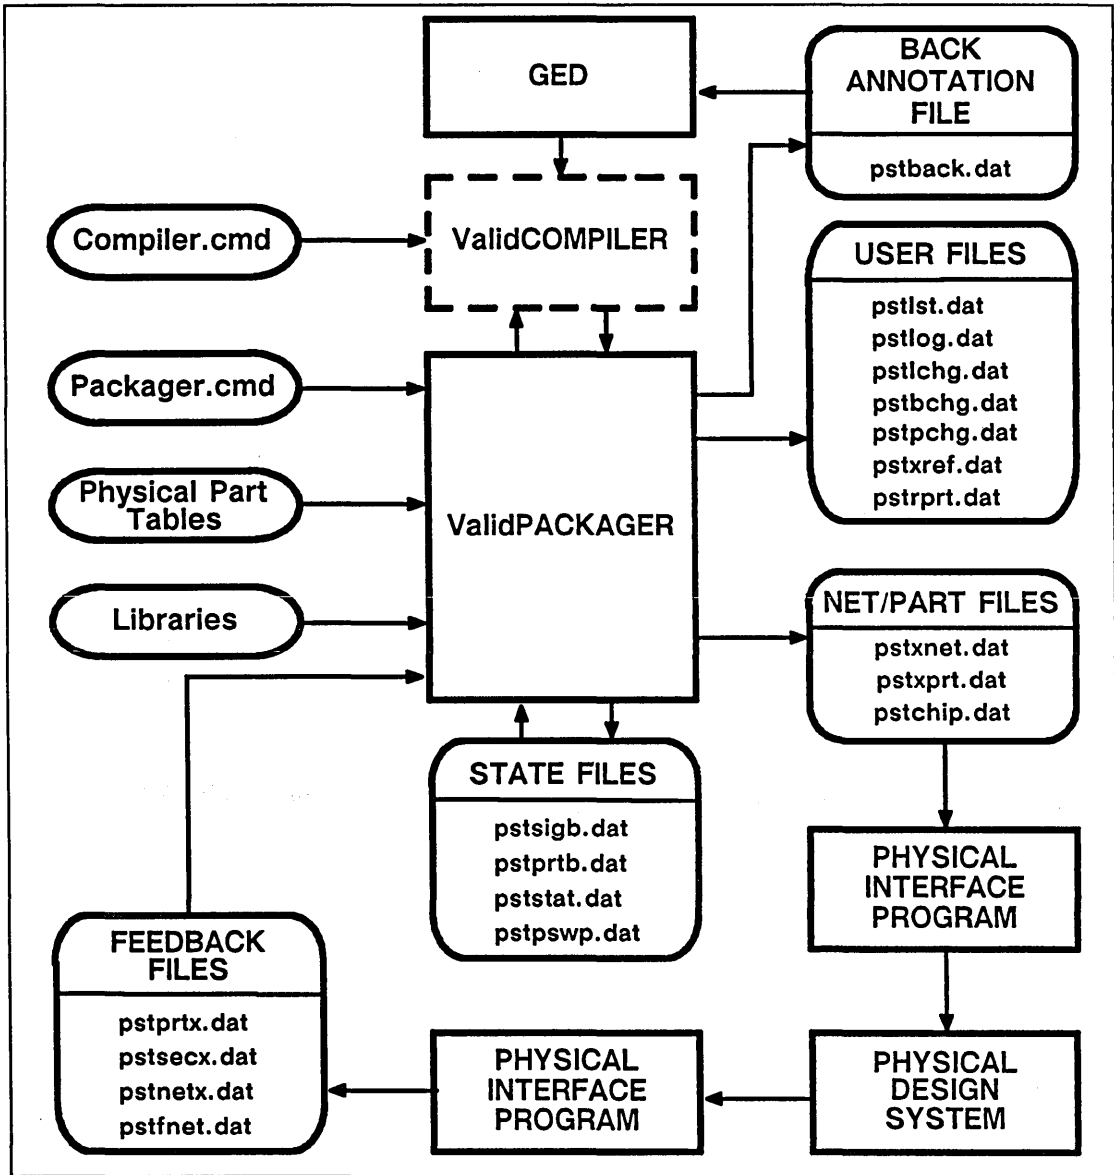 GED
BACK
ANNOTATION
FILE
pstback.dat
Compiler.cmd
ValidCOMPILER
USER FILES
pstlst.dat
pstlog.dat
pstlchg.dat
pstbchg.dat
pstpchg.dat
pstxref.dat
pstrprt.dat
Packager.cmd
Physical Part
Tables
ValidPACKAGER
Libraries
NET/PART FILES
pstxnet.dat
pstxprt.dat
pstchip.dat
STATE FILES
pstsigb.dat
pstprtb.dat
pststat.dat
pstpswp.dat
PHYSICAL
INTERFACE
PROGRAM
FEEDBACK
FILES
pstprtx.dat
pstsecx.dat
pstnetx.dat
pstfnet.dat
PHYSICAL
INTERFACE
PROGRAM
PHYSICAL
DESIGN
SYSTEM